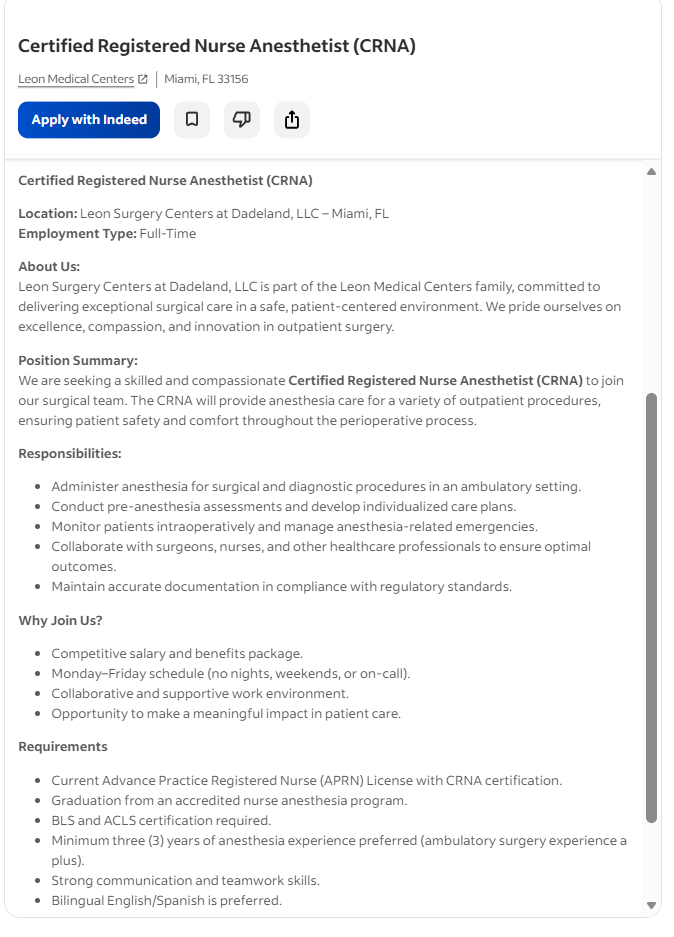 Certified Registered Nurse Anesthetist (CRNA)
Leon Medical Centers | Miami, FL 33156
Apply with Indeed
Certified Registered Nurse Anesthetist (CRNA)
Location: Leon Surgery Centers at Dadeland, LLC – Miami, FL
Employment Type: Full-Time
About Us:
Leon Surgery Centers at Dadeland, LLC is part of the Leon Medical Centers family, committed to
delivering exceptional surgical care in a safe, patient-centered environment. We pride ourselves on
excellence, compassion, and innovation in outpatient surgery.
Position Summary:
We are seeking a skilled and compassionate Certified Registered Nurse Anesthetist (CRNA) to join
our surgical team. The CRNA will provide anesthesia care for a variety of outpatient procedures,
ensuring patient safety and comfort throughout the perioperative process.
Responsibilities:
• Administer anesthesia for surgical and diagnostic procedures in an ambulatory setting.
• Conduct pre-anesthesia assessments and develop individualized care plans.
• Monitor patients intraoperatively and manage anesthesia-related emergencies.
• Collaborate with surgeons, nurses, and other healthcare professionals to ensure optimal
outcomes.
• Maintain accurate documentation in compliance with regulatory standards.
Why Join Us?
• Competitive salary and benefits package.
• Monday–Friday schedule (no nights, weekends, or on-call).
• Collaborative and supportive work environment.
• Opportunity to make a meaningful impact in patient care.
Requirements
• Current Advance Practice Registered Nurse (APRN) License with CRNA certification.
• Graduation from an accredited nurse anesthesia program.
• BLS and ACLS certification required.
• Minimum three (3) years of anesthesia experience preferred (ambulatory surgery experience a
plus).
• Strong communication and teamwork skills.
• Bilingual English/Spanish is preferred.